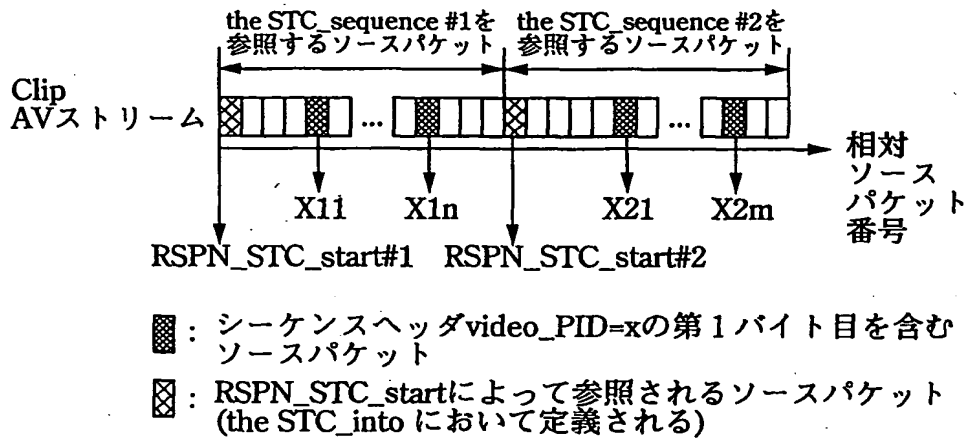 the STC_sequence #1を
参照するソースパケット
the STC_sequence #2を
参照するソースパケット
Clip
AVストリーム
...
...
相対
ソース
パケット
番号
X11
X1n
X21
X2m
RSPN_STC_start#1
RSPN_STC_start#2
: シーケンスヘッダvideo_PID=xの第1バイト目を含む
ソースパケット
: RSPN_STC_startによって参照されるソースパケット
(the STC_into において定義される)